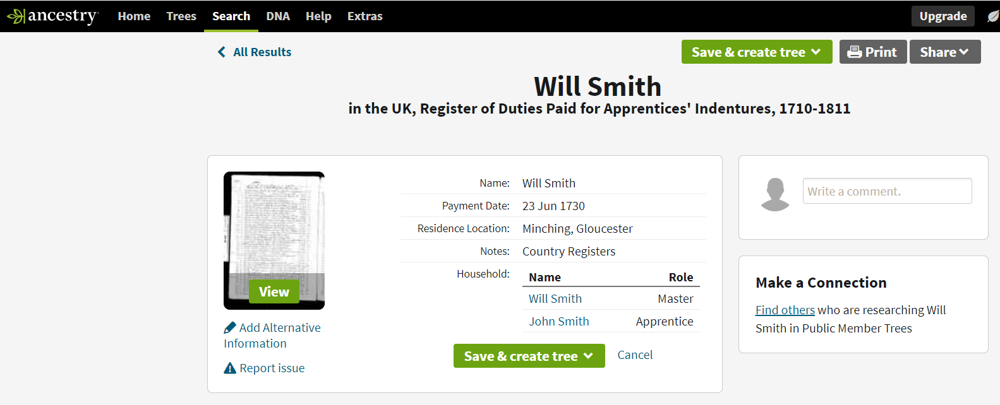 ancestry Home Trees Search DNA Help Extras Upgrade
All Results Save & create tree Print Share
Will Smith
in the UK, Register of Duties Paid for Apprentices' Indentures, 1710-1811
View
Add Alternative
Information
Report issue
Name: Will Smith
Payment Date: 23 Jun 1730
Residence Location: Minching, Gloucester
Notes: Country Registers
Household: Name Role
Will Smith Master
John Smith Apprentice
Save & create tree Cancel
Write a comment.
Make a Connection
Find others who are researching Will
Smith in Public Member Trees